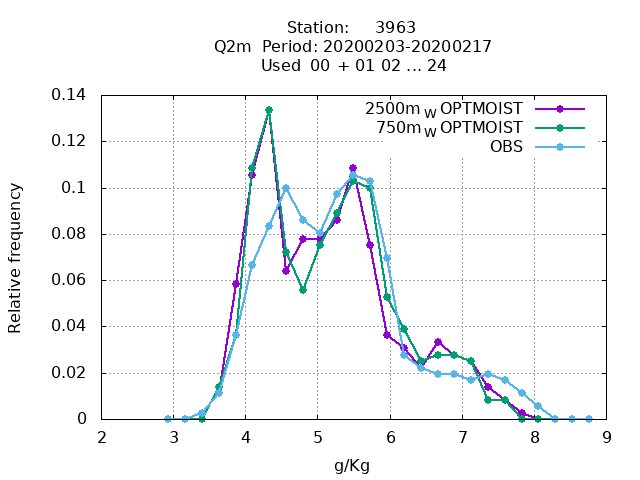 Station: 3963
Q2m Period: 20200203-20200217
Used 00 + 01 02 ... 24
0.14
0.12
0.1
0.08
0.06
0.04
0.02
0
Relative frequency
2500m_W OPTMOIST
750m_W OPTMOIST
OBS
2 3 4 5 6 7 8 9
g/Kg